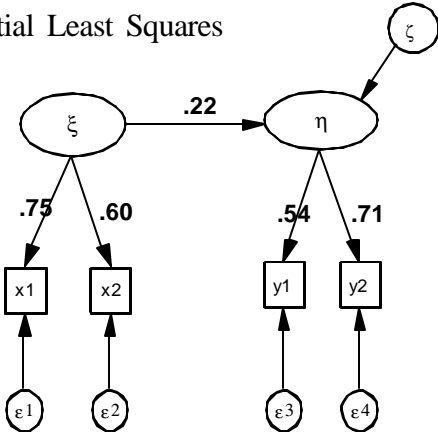 tial Least Squares
ζ
.22
ξ
η
.75
.60
.54
.71
x1
x2
y1
y2
ε1
ε2
ε3
ε4